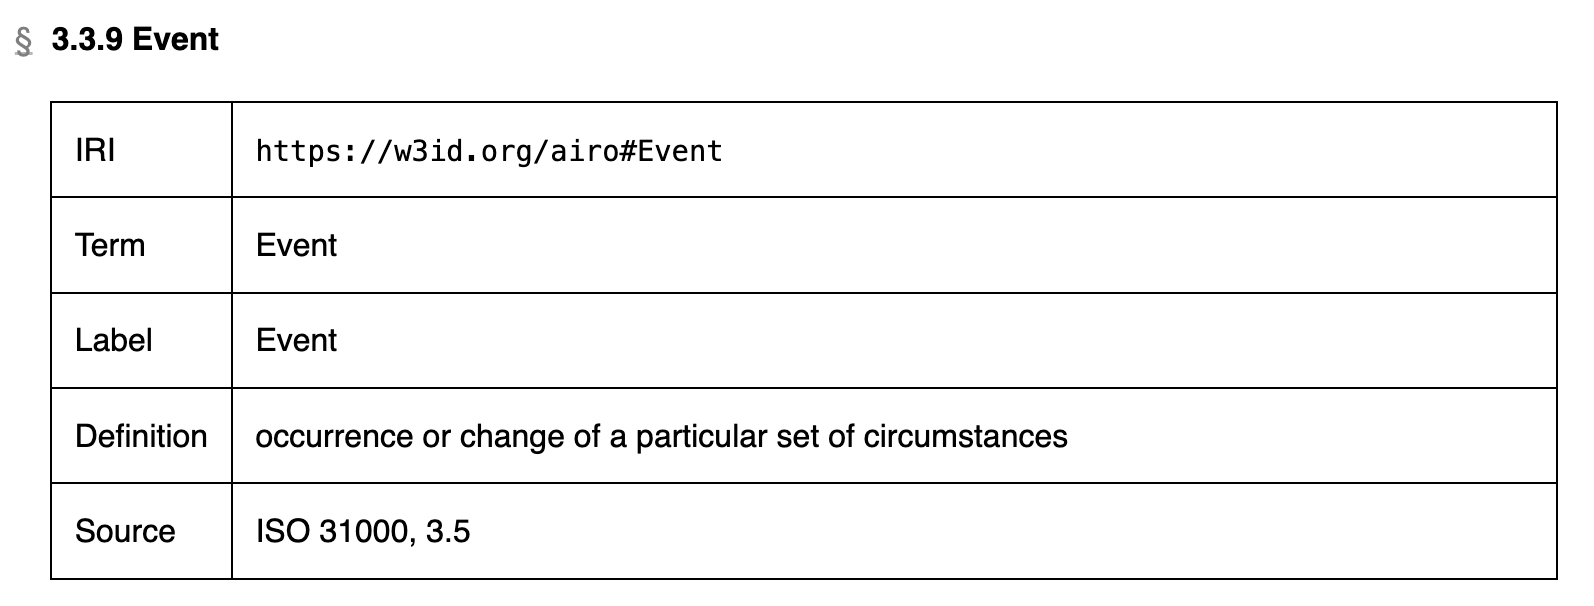 § 3.3.9 Event
IRI https://w3id.org/airo#Event
Term Event
Label Event
Definition occurrence or change of a particular set of circumstances
Source ISO 31000, 3.5